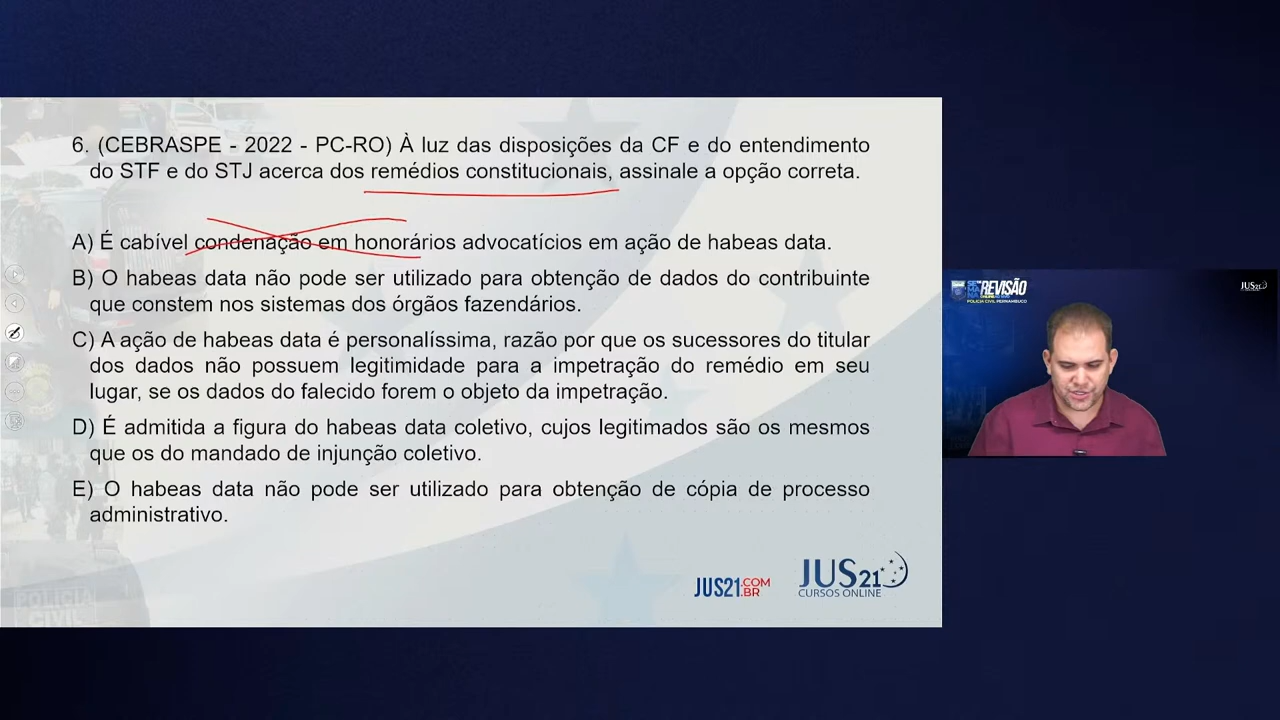 6. (CEBRASPE - 2022 - PC-RO) À luz das disposições da CF e do entendimento
do STF e do STJ acerca dos remédios constitucionais, assinale a opção correta.
A) É cabível condenação em honorários advocatícios em ação de habeas data.
B) O habeas data não pode ser utilizado para obtenção de dados do contribuinte
que constem nos sistemas dos órgãos fazendários.
C) A ação de habeas data é personalíssima, razão por que os sucessores do titular
dos dados não possuem legitimidade para a impetração do remédio em seu
lugar, se os dados do falecido forem o objeto da impetração.
D) É admitida a figura do habeas data coletivo, cujos legitimados são os mesmos
que os do mandado de injunção coletivo.
E) O habeas data não pode ser utilizado para obtenção de cópia de processo
administrativo.
JUS21.COM.BR
JUS21
CURSOS ONLINE
SEMANA
REVISÃO
POLÍCIA CIVIL PERNAMBUCO
JUS21
POLÍCIA
CIVIL